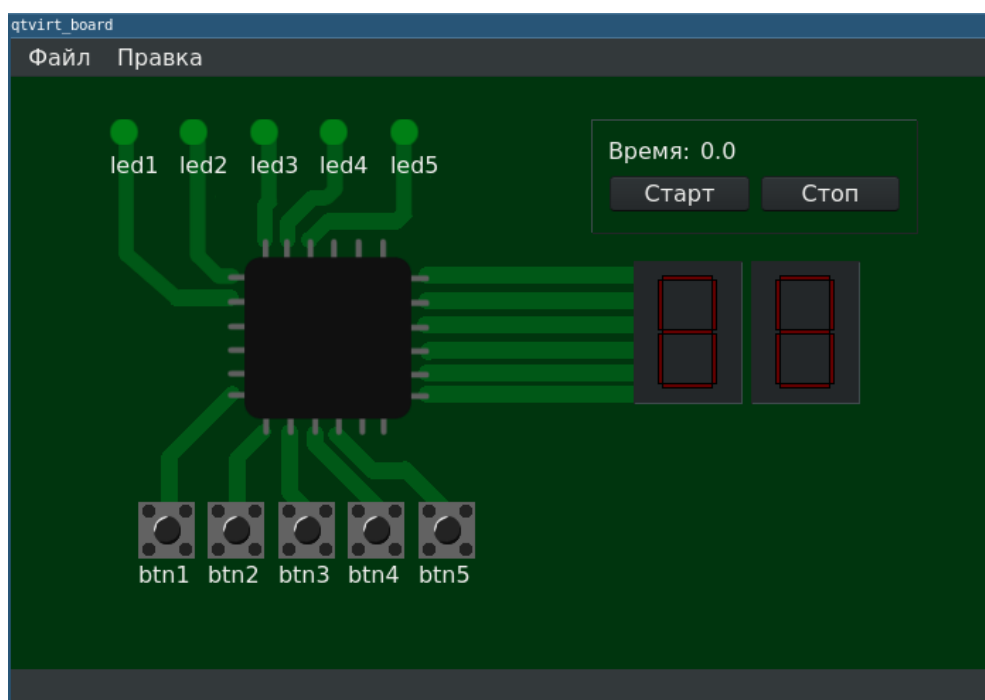 qtvirt_board
Файл Правка
led1 led2 led3 led4 led5
Время: 0.0
Старт Стоп
btn1 btn2 btn3 btn4 btn5